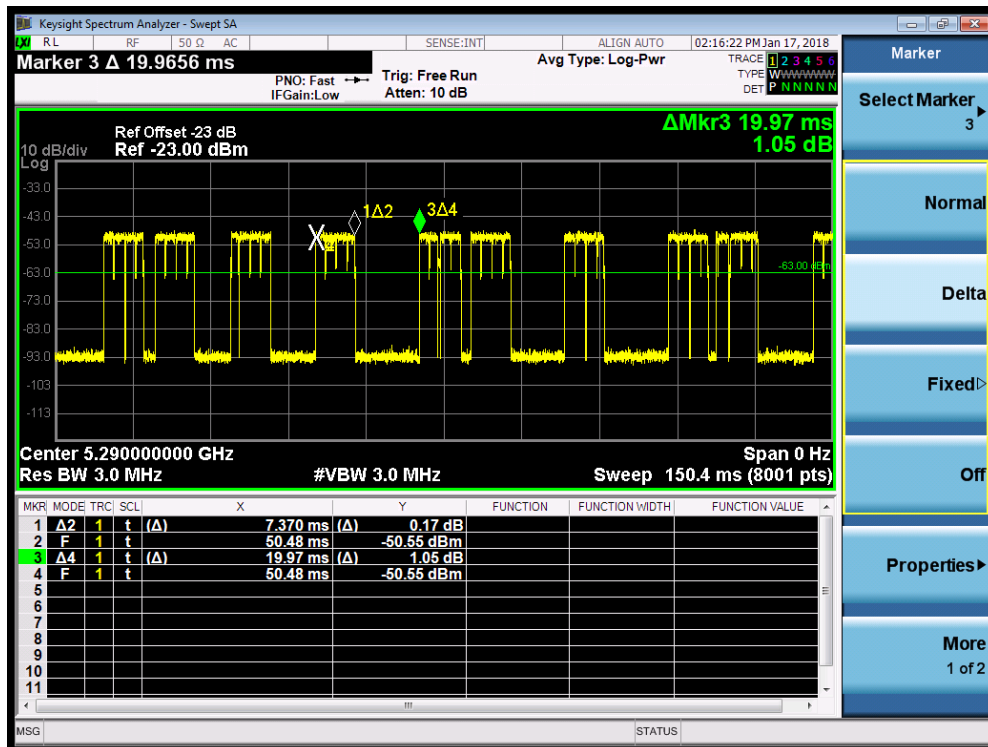 Keysight Spectrum Analyzer - Swept SA
LXI RL RF 50 Ω AC SENSE:INT ALIGN AUTO 02:16:22 PM Jan 17, 2018
Marker 3 Δ 19.9656 ms
PNO: Fast
IFGain:Low
Trig: Free Run
Atten: 10 dB
Avg Type: Log-Pwr
TRACE 1 2 3 4 5 6
TYPE W W W W W W
DET P N N N N N
Ref Offset -23 dB
Ref -23.00 dBm
10 dB/div
Log
ΔMkr3 19.97 ms
1.05 dB
-33.0
-43.0
-53.0
-63.0
-73.0
-83.0
-93.0
-103
-113
1Δ2
3Δ4
-63.00 dBm
Center 5.290000000 GHz
Span 0 Hz
Res BW 3.0 MHz
#VBW 3.0 MHz
Sweep 150.4 ms (8001 pts)
MKR MODE TRC SCL X Y FUNCTION FUNCTION WIDTH FUNCTION VALUE
1 Δ2 1 t (Δ) 7.370 ms (Δ) 0.17 dB
2 F 1 t 50.48 ms -50.55 dBm
3 Δ4 1 t (Δ) 19.97 ms (Δ) 1.05 dB
4 F 1 t 50.48 ms -50.55 dBm
5
6
7
8
9
10
11
MSG
STATUS
Marker
Select Marker
3
Normal
Delta
Fixed
Off
Properties
More
1 of 2